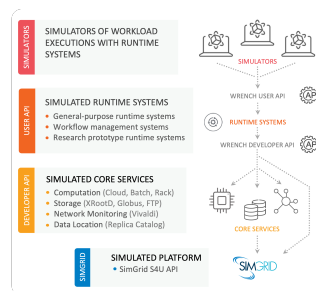 SIMULATORS
SIMULATORS OF WORKLOAD
EXECUTIONS WITH RUNTIME
SYSTEMS
SIMULATORS
WRENCH USER API
API
USER API
SIMULATED RUNTIME SYSTEMS
• General-purpose runtime systems
• Workflow management systems
• Research prototype runtime systems
RUNTIME SYSTEMS
WRENCH DEVELOPER API
API
DEVELOPER API
SIMULATED CORE SERVICES
• Computation (Cloud, Batch, Rack)
• Storage (XRootD, Globus, FTP)
• Network Monitoring (Vivaldi)
• Data Location (Replica Catalog)
CORE SERVICES
SIMGRID
SIMULATED PLATFORM
• SimGrid S4U API
SIMGRID